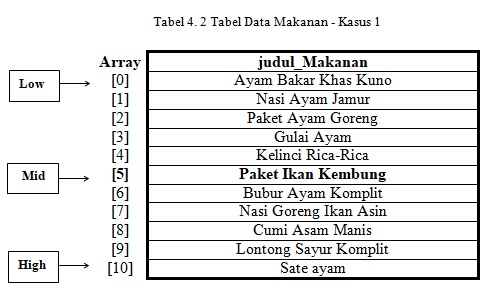 Tabel 4. 2 Tabel Data Makanan - Kasus 1
Array judul_Makanan
Low [0] Ayam Bakar Khas Kuno
[1] Nasi Ayam Jamur
[2] Paket Ayam Goreng
[3] Gulai Ayam
[4] Kelinci Rica-Rica
Mid [5] Paket Ikan Kembung
[6] Bubur Ayam Komplit
[7] Nasi Goreng Ikan Asin
[8] Cumi Asam Manis
[9] Lontong Sayur Komplit
High [10] Sate ayam